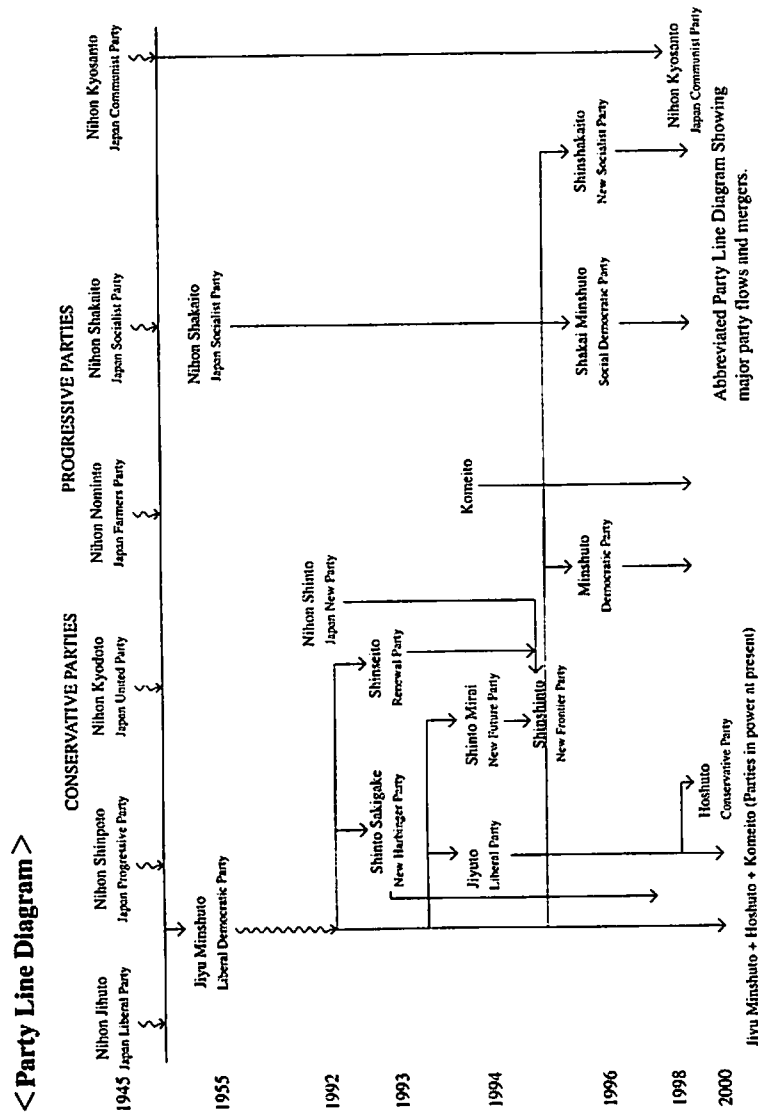 <Party Line Diagram>
CONSERVATIVE PARTIES
PROGRESSIVE PARTIES
1945
Nihon Jihuto
Japan Liberal Party
Nihon Shinpoto
Japan Progressive Party
Nihon Kyodoto
Japan United Party
Nihon Nominto
Japan Farmers Party
Nihon Shakaito
Japan Socialist Party
Nihon Kyosanto
Japan Communist Party
1955
Jiyu Minshuto
Liberal Democratic Party
Nihon Shakaito
Japan Socialist Party
1992
Nihon Shinto
Japan New Party
1993
Shinto Sakigake
New Harbinger Party
Shinseito
Renewal Party
1994
Jiyuto
Liberal Party
Shinto Mirai
New Future Party
Komeito
Shinshinto
New Frontier Party
1996
Minshuto
Democratic Party
Shakai Minshuto
Social Democratic Party
Shinshakaito
New Socialist Party
1998
Hoshuto
Conservative Party
Nihon Kyosanto
Japan Communist Party
2000
Abbreviated Party Line Diagram Showing
major party flows and mergers.
Jiyu Minshuto + Hoshuto + Komeito (Parties in power at present)